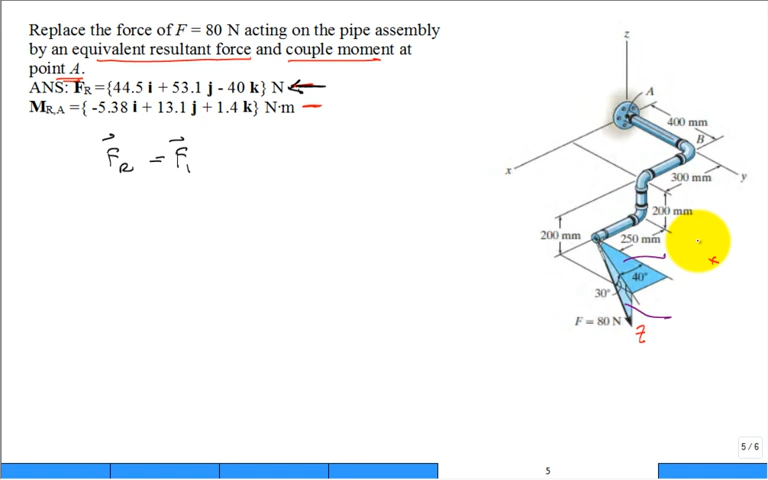 Replace the force of F = 80 N acting on the pipe assembly
by an equivalent resultant force and couple moment at
point A.
ANS: FR ={44.5 i + 53.1 j - 40 k} N
MR,A ={ -5.38 i + 13.1 j + 1.4 k} N·m
F⃗R = F⃗1
z
A
400 mm
B
x
300 mm
y
200 mm
200 mm
250 mm
x
40°
30°
F = 80 N
z
5 / 6
5